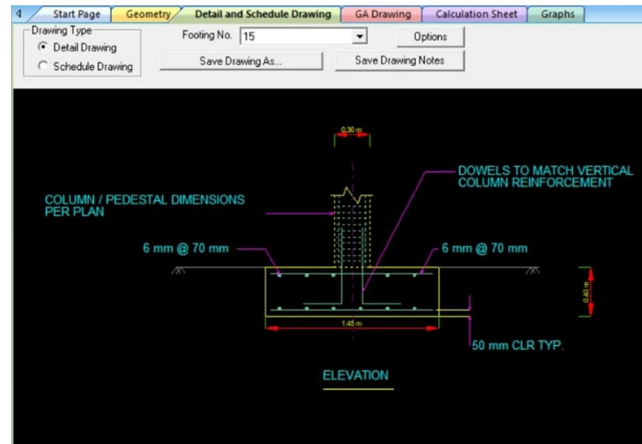 Start Page
Geometry
Detail and Schedule Drawing
GA Drawing
Calculation Sheet
Graphs
Drawing Type
Detail Drawing
Schedule Drawing
Footing No. 15
Options
Save Drawing As...
Save Drawing Notes
0.30 m
COLUMN / PEDESTAL DIMENSIONS
PER PLAN
DOWELS TO MATCH VERTICAL
COLUMN REINFORCEMENT
6 mm @ 70 mm
6 mm @ 70 mm
0.40 m
1.45 m
50 mm CLR TYP.
ELEVATION